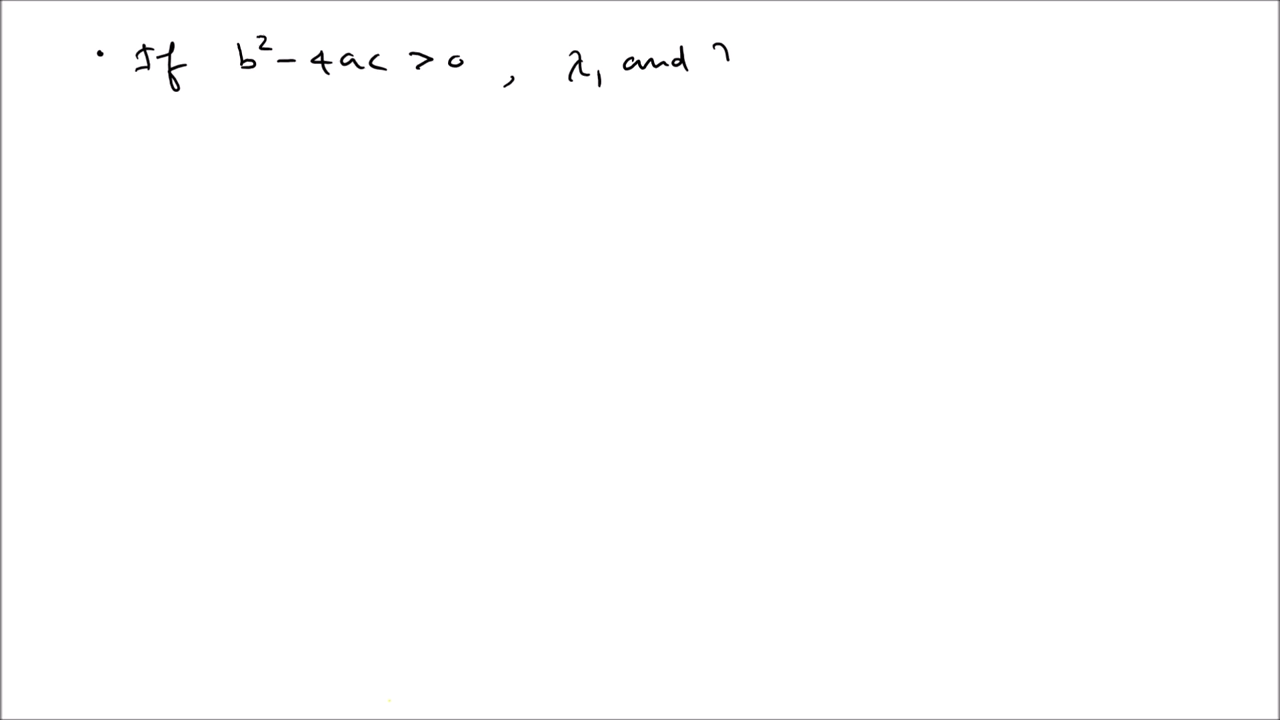 • If b² - 4ac > 0 , λ₁ and